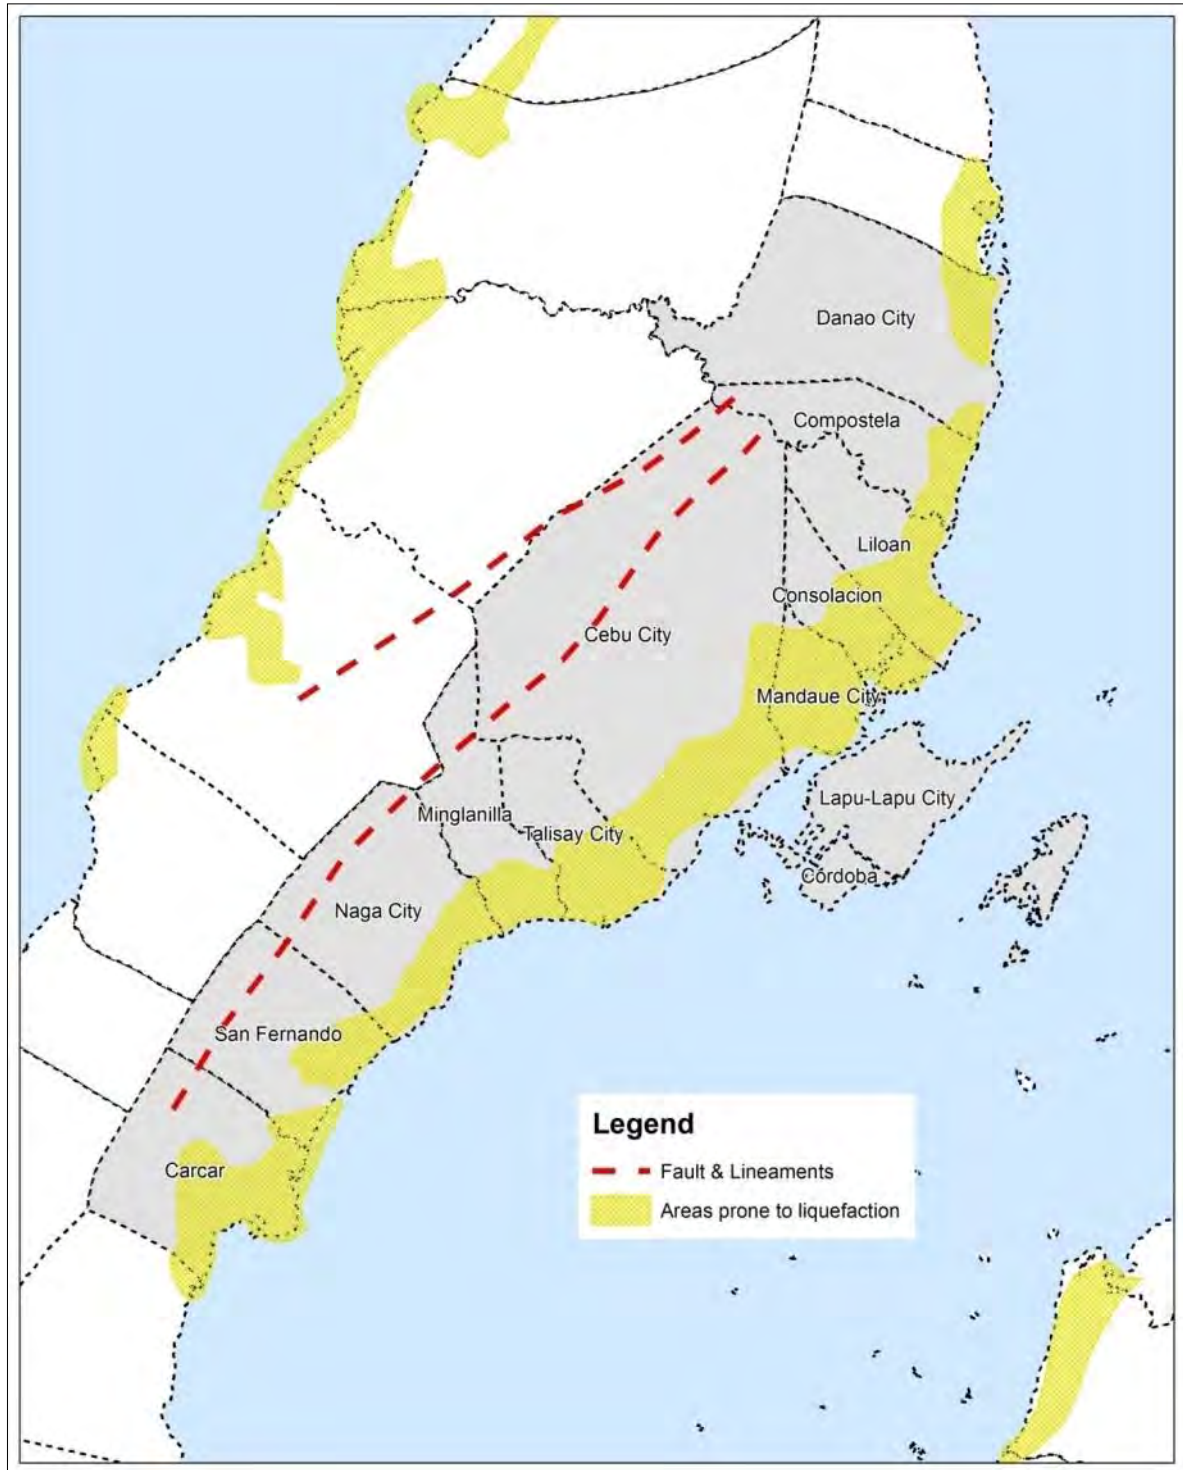 Danao City
Compostela
Liloan
Consolacion
Cebu City
Mandaue City
Lapu-Lapu City
Minglanilla
Talisay City
Córdoba
Naga City
San Fernando
Carcar
Legend
Fault & Lineaments
Areas prone to liquefaction